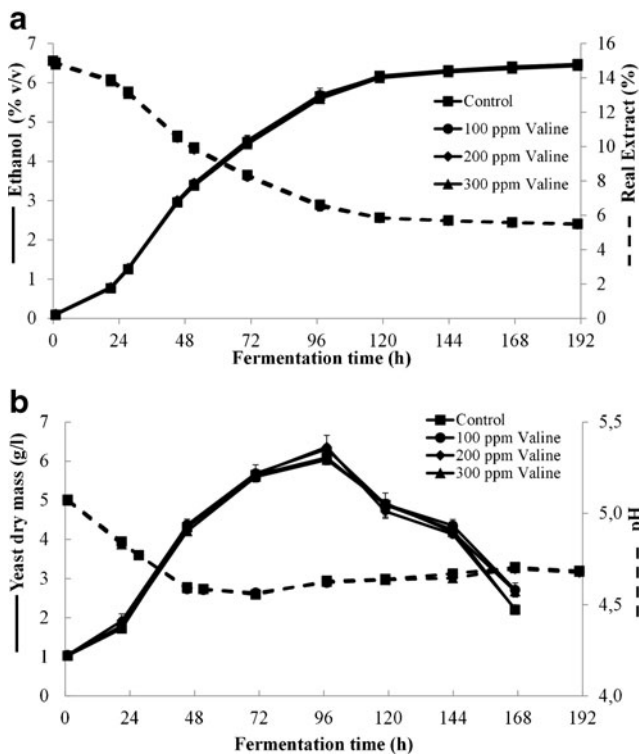 a
Ethanol (% v/v)
7
6
5
4
3
2
1
0
16
14
12
10
8
6
4
2
0
Real Extract (%)
Control
100 ppm Valine
200 ppm Valine
300 ppm Valine
0 24 48 72 96 120 144 168 192
Fermentation time (h)
b
Yeast dry mass (g/l)
7
6
5
4
3
2
1
0
5,5
5,0
4,5
4,0
pH
Control
100 ppm Valine
200 ppm Valine
300 ppm Valine
0 24 48 72 96 120 144 168 192
Fermentation time (h)